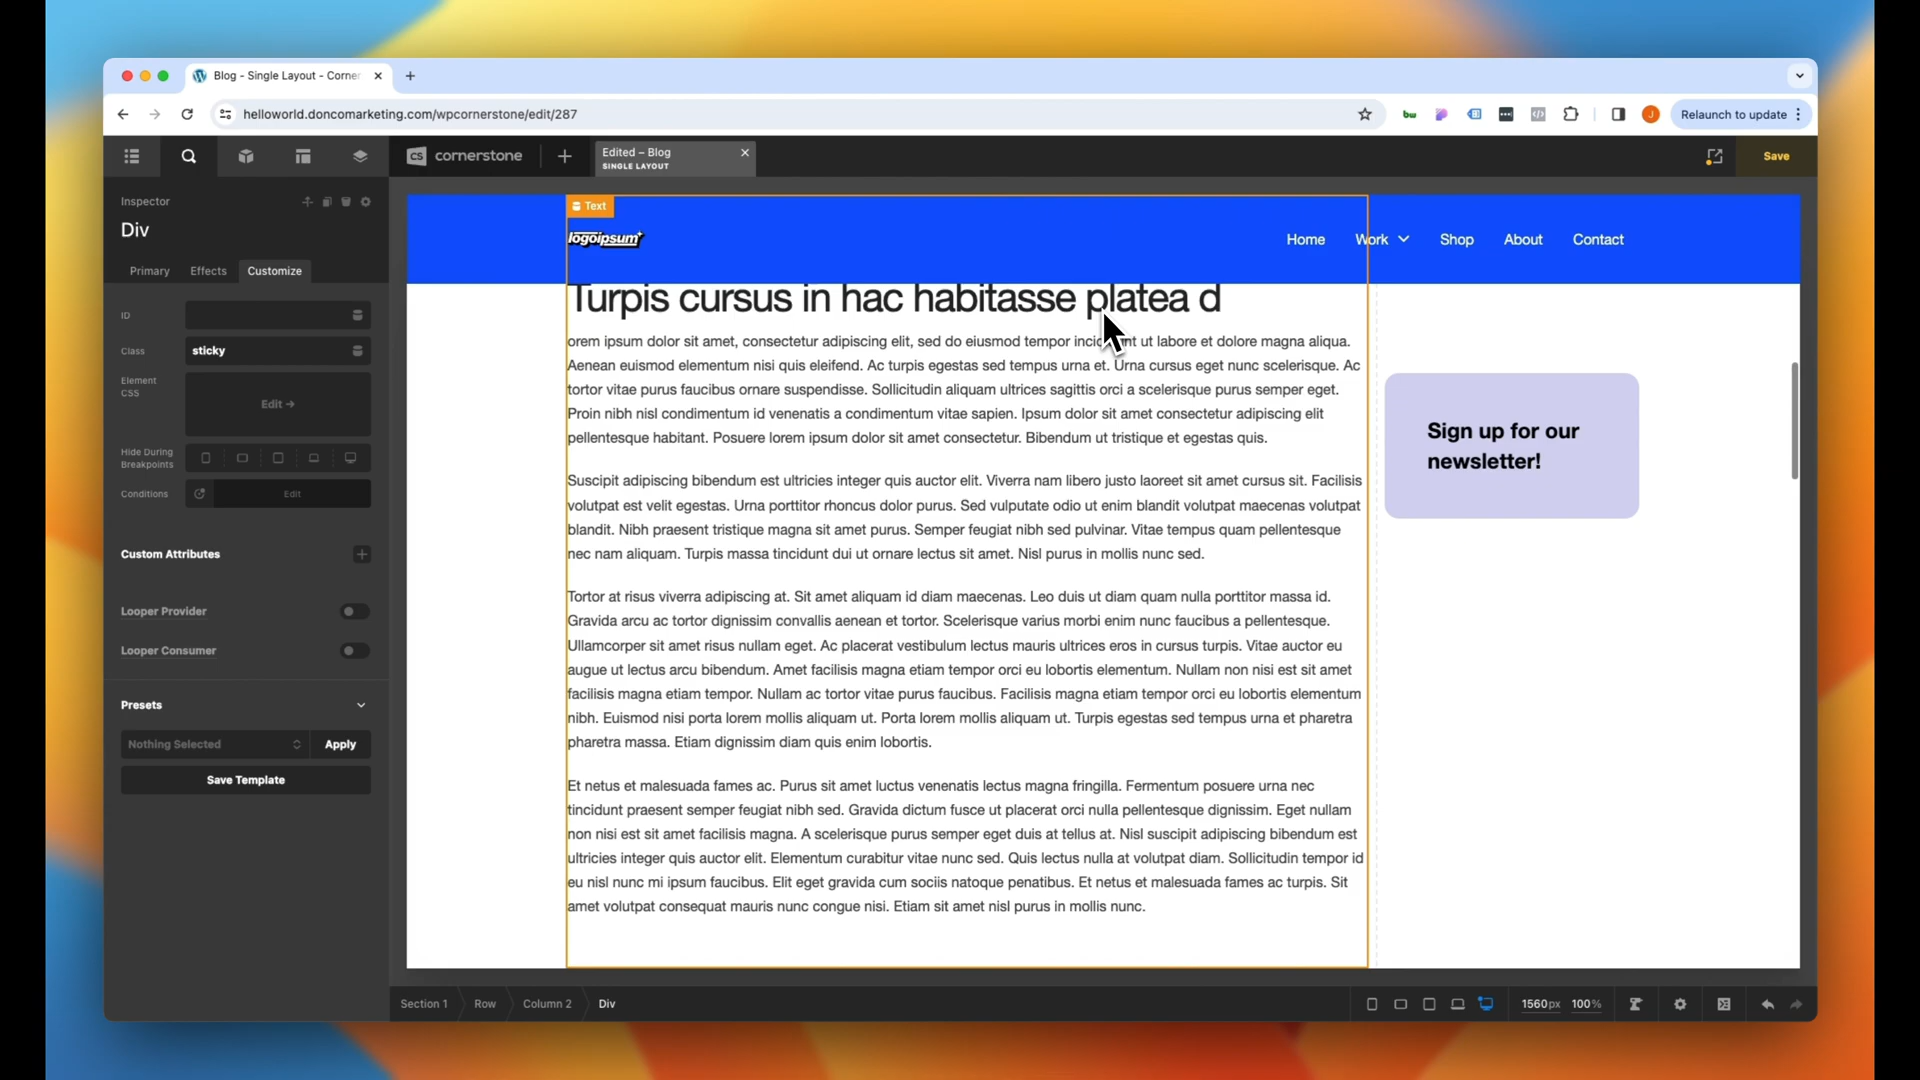 Blog - Single Layout - Corner
helloworld.doncomarketing.com/wpcornerstone/edit/287
Relaunch to update
cornerstone
Edited – Blog
SINGLE LAYOUT
Save
Inspector
Div
Primary
Effects
Customize
ID
Class
sticky
Element
CSS
Edit →
Hide During
Breakpoints
Conditions
Edit
Custom Attributes
Looper Provider
Looper Consumer
Presets
Nothing Selected
Apply
Save Template
Text
logoipsum
Home
Work
Shop
About
Contact
Turpis cursus in hac habitasse platea d
orem ipsum dolor sit amet, consectetur adipiscing elit, sed do eiusmod tempor ut labore et dolore magna aliqua.
Aenean euismod elementum nisi quis eleifend. Ac turpis egestas sed tempus urna et. Urna cursus eget nunc scelerisque. Ac
tortor vitae purus faucibus ornare suspendisse. Sollicitudin aliquam ultrices sagittis orci a scelerisque purus semper eget.
Proin nibh nisl condimentum id venenatis a condimentum vitae sapien. Ipsum dolor sit amet consectetur adipiscing elit
pellentesque habitant. Posuere lorem ipsum dolor sit amet consectetur. Bibendum ut tristique et egestas quis.
Suscipit adipiscing bibendum est ultricies integer quis auctor elit. Viverra nam libero justo laoreet sit amet cursus sit. Facilisis
volutpat est velit egestas. Urna porttitor rhoncus dolor purus. Sed vulputate odio ut enim blandit volutpat maecenas volutpat
blandit. Nibh praesent tristique magna sit amet purus. Semper feugiat nibh sed pulvinar. Vitae tempus quam pellentesque
nec nam aliquam. Turpis massa tincidunt dui ut ornare lectus sit amet. Nisl purus in mollis nunc sed.
Tortor at risus viverra adipiscing at. Sit amet aliquam id diam maecenas. Leo duis ut diam quam nulla porttitor massa id.
Gravida arcu ac tortor dignissim convallis aenean et tortor. Scelerisque varius morbi enim nunc faucibus a pellentesque.
Ullamcorper sit amet risus nullam eget. Ac placerat vestibulum lectus mauris ultrices eros in cursus turpis. Vitae auctor eu
augue ut lectus arcu bibendum. Amet facilisis magna etiam tempor orci eu lobortis elementum. Nullam non nisi est sit amet
facilisis magna etiam tempor. Nullam ac tortor vitae purus faucibus. Facilisis magna etiam tempor orci eu lobortis elementum
nibh. Euismod nisi porta lorem mollis aliquam ut. Porta lorem mollis aliquam ut. Turpis egestas sed tempus urna et pharetra
pharetra massa. Etiam dignissim diam quis enim lobortis.
Et netus et malesuada fames ac. Purus sit amet luctus venenatis lectus magna fringilla. Fermentum posuere urna nec
tincidunt praesent semper feugiat nibh sed. Gravida dictum fusce ut placerat orci nulla pellentesque dignissim. Eget nullam
non nisi est sit amet facilisis magna. A scelerisque purus semper eget duis at tellus at. Nisl suscipit adipiscing bibendum est
ultricies integer quis auctor elit. Elementum curabitur vitae nunc sed. Quis lectus nulla at volutpat diam. Sollicitudin tempor id
eu nisl nunc mi ipsum faucibus. Elit eget gravida cum sociis natoque penatibus. Et netus et malesuada fames ac turpis. Sit
amet volutpat consequat mauris nunc congue nisi. Etiam sit amet nisl purus in mollis nunc.
Sign up for our
newsletter!
Section 1
Row
Column 2
Div
1560px
100%